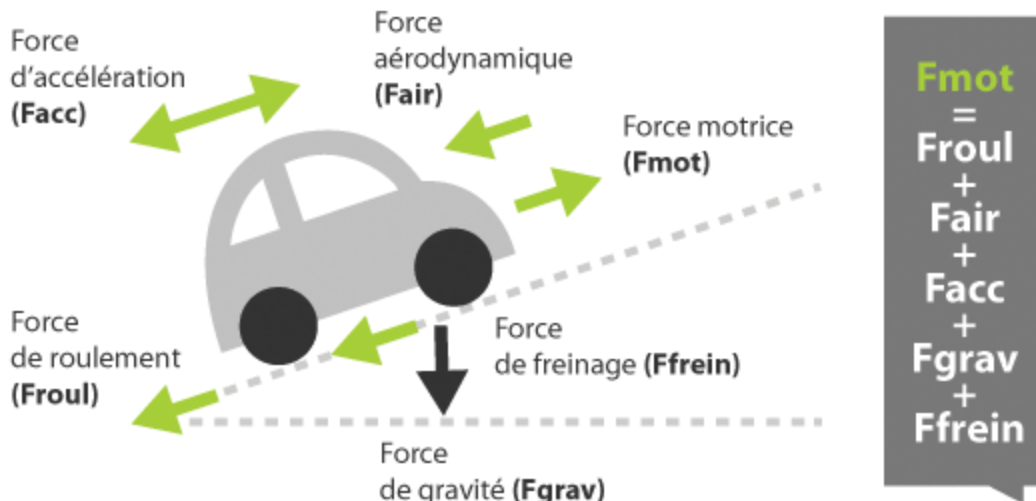 Force
d'accélération
(Facc)
Force
aérodynamique
(Fair)
Force motrice
(Fmot)
Force
de roulement
(Froul)
Force
de freinage (Ffrein)
Force
de gravité (Fgrav)
Fmot
=
Froul
+
Fair
+
Facc
+
Fgrav
+
Ffrein